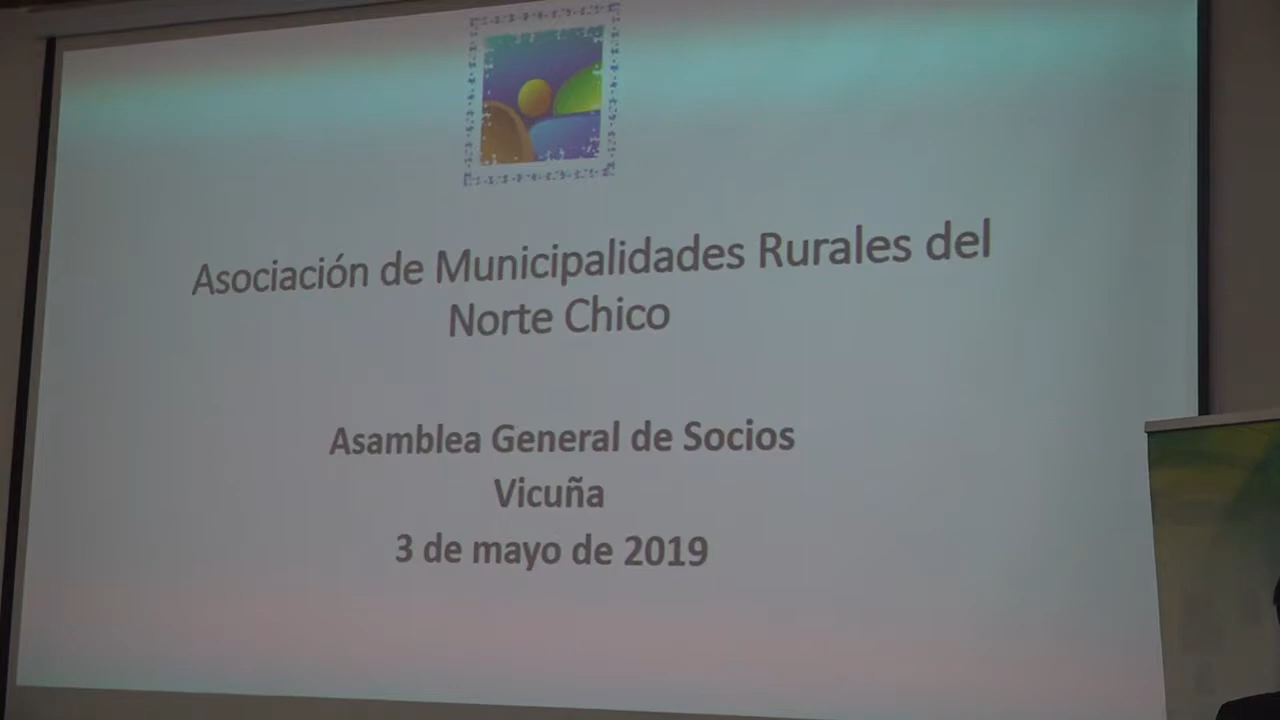 Asociación de Municipalidades Rurales del
Norte Chico
Asamblea General de Socios
Vicuña
3 de mayo de 2019